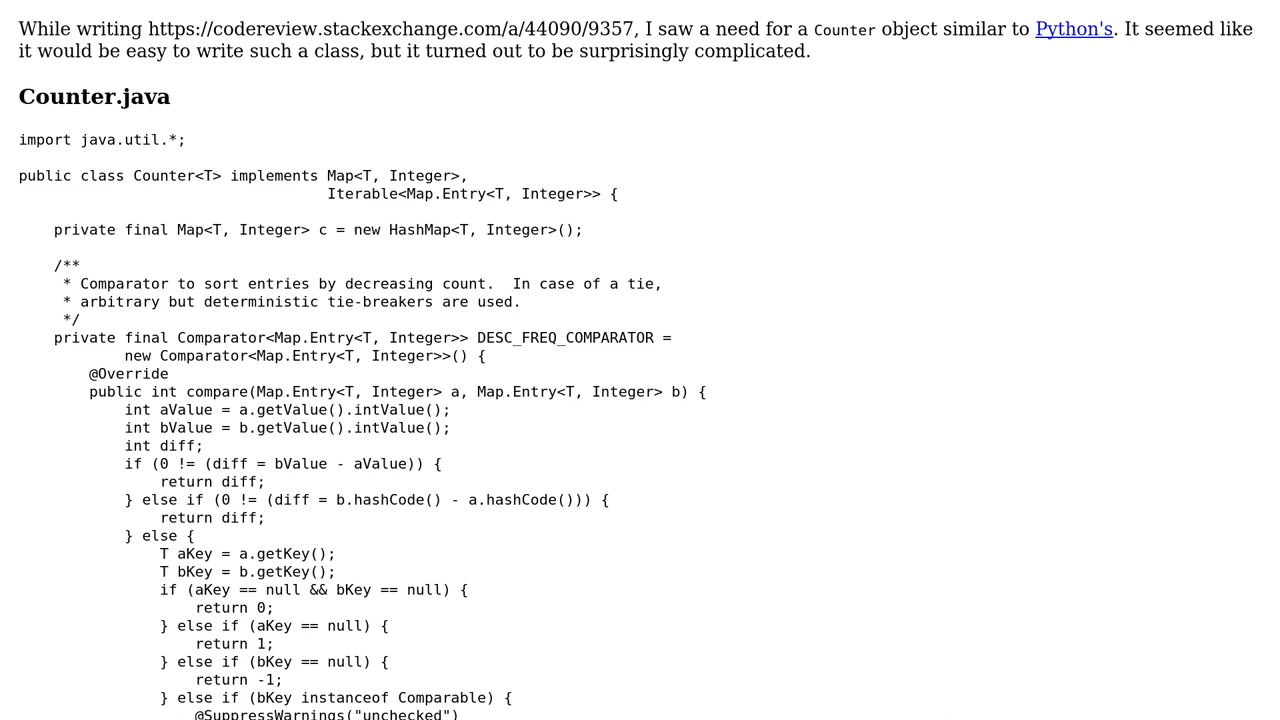 While writing https://codereview.stackexchange.com/a/44090/9357, I saw a need for a Counter object similar to Python's. It seemed like
it would be easy to write such a class, but it turned out to be surprisingly complicated.
Counter.java
import java.util.*;
public class Counter<T> implements Map<T, Integer>,
                                   Iterable<Map.Entry<T, Integer>> {
    private final Map<T, Integer> c = new HashMap<T, Integer>();
    /**
     * Comparator to sort entries by decreasing count.  In case of a tie,
     * arbitrary but deterministic tie-breakers are used.
     */
    private final Comparator<Map.Entry<T, Integer>> DESC_FREQ_COMPARATOR =
            new Comparator<Map.Entry<T, Integer>>() {
        @Override
        public int compare(Map.Entry<T, Integer> a, Map.Entry<T, Integer> b) {
            int aValue = a.getValue().intValue();
            int bValue = b.getValue().intValue();
            int diff;
            if (0 != (diff = bValue - aValue)) {
                return diff;
            } else if (0 != (diff = b.hashCode() - a.hashCode())) {
                return diff;
            } else {
                T aKey = a.getKey();
                T bKey = b.getKey();
                if (aKey == null && bKey == null) {
                    return 0;
                } else if (aKey == null) {
                    return 1;
                } else if (bKey == null) {
                    return -1;
                } else if (bKey instanceof Comparable) {
                    @SuppressWarnings("unchecked")